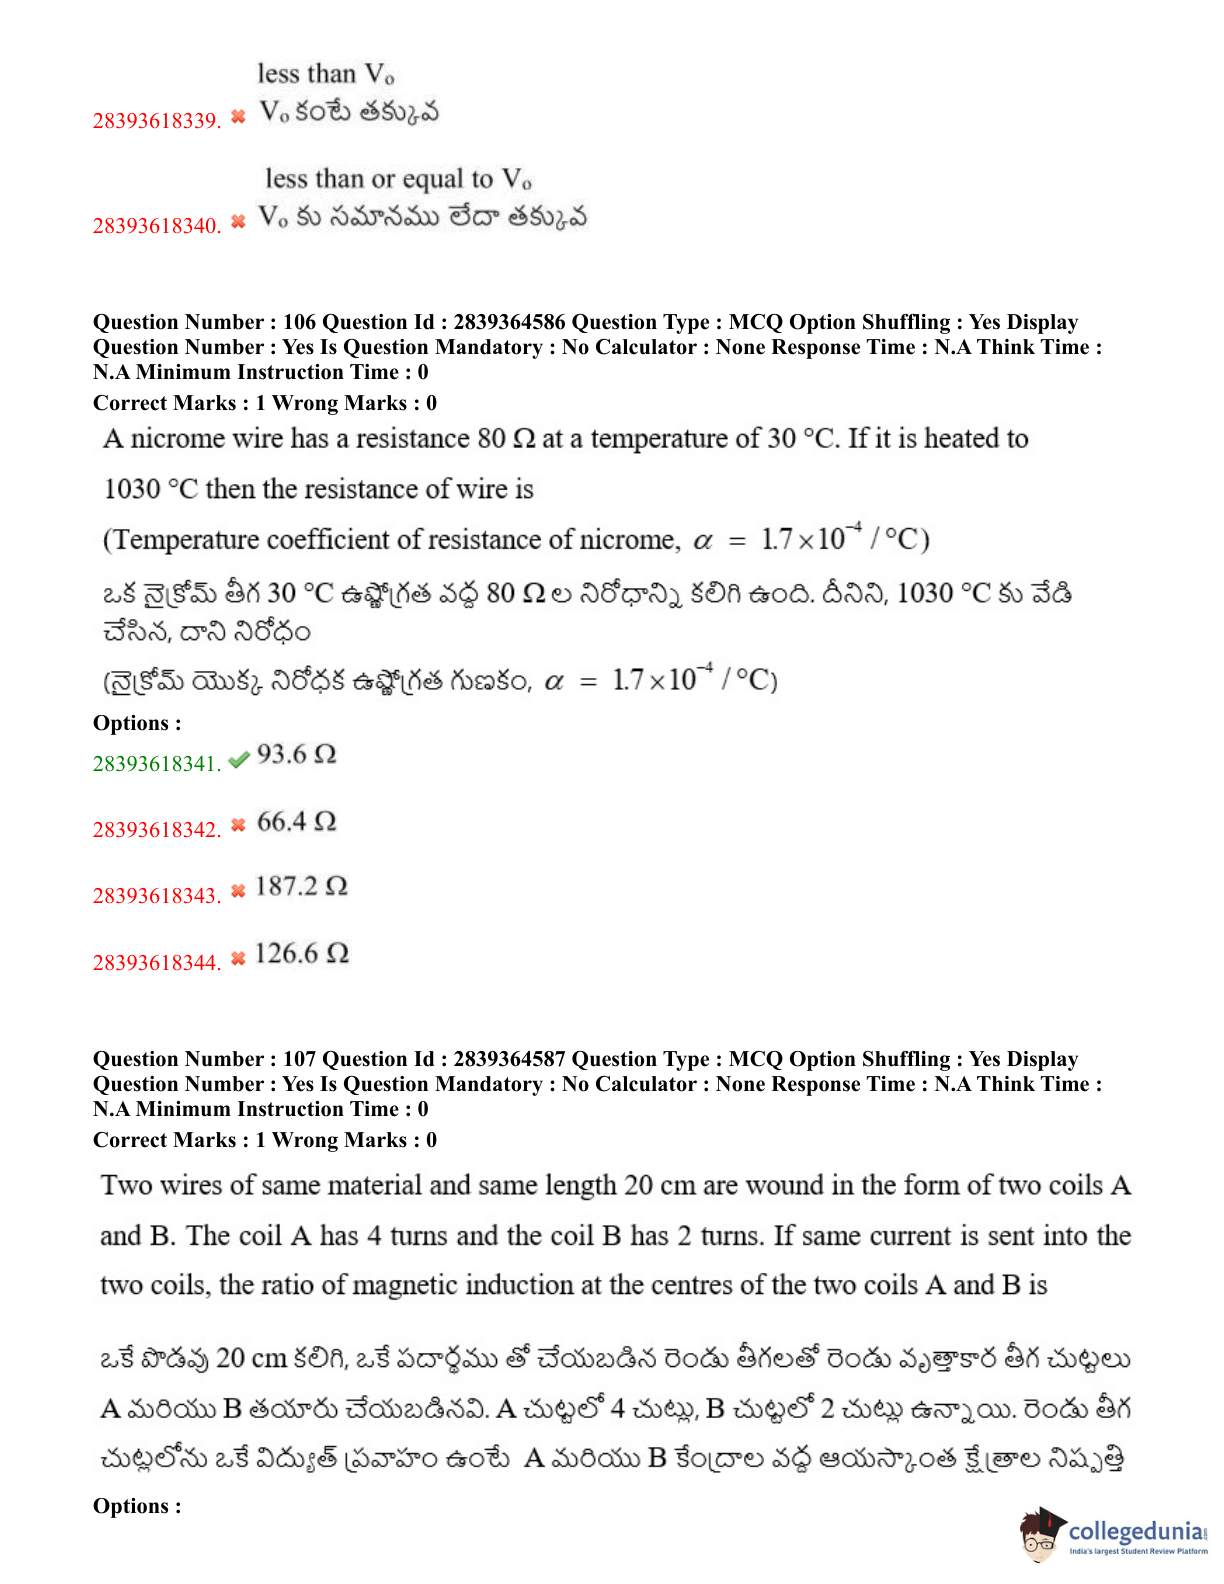 less than V₀
28393618339. ✖ V₀ కంటే తక్కువ
less than or equal to V₀
28393618340. ✖ V₀ కు సమానము లేదా తక్కువ
Question Number : 106 Question Id : 2839364586 Question Type : MCQ Option Shuffling : Yes Display
Question Number : Yes Is Question Mandatory : No Calculator : None Response Time : N.A Think Time :
N.A Minimum Instruction Time : 0
Correct Marks : 1 Wrong Marks : 0
A nicrome wire has a resistance 80 Ω at a temperature of 30 °C. If it is heated to
1030 °C then the resistance of wire is
(Temperature coefficient of resistance of nicrome, α = 1.7×10⁻⁴ / °C)
ఒక నైక్రోమ్ తీగ 30 °C ఉష్ణోగ్రత వద్ద 80 Ω ల నిరోధాన్ని కలిగి ఉంది. దీనిని, 1030 °C కు వేడి
చేసిన, దాని నిరోధం
(నైక్రోమ్ యొక్క నిరోధక ఉష్ణోగ్రత గుణకం, α = 1.7×10⁻⁴ / °C)
Options :
28393618341. ✔ 93.6 Ω
28393618342. ✖ 66.4 Ω
28393618343. ✖ 187.2 Ω
28393618344. ✖ 126.6 Ω
Question Number : 107 Question Id : 2839364587 Question Type : MCQ Option Shuffling : Yes Display
Question Number : Yes Is Question Mandatory : No Calculator : None Response Time : N.A Think Time :
N.A Minimum Instruction Time : 0
Correct Marks : 1 Wrong Marks : 0
Two wires of same material and same length 20 cm are wound in the form of two coils A
and B. The coil A has 4 turns and the coil B has 2 turns. If same current is sent into the
two coils, the ratio of magnetic induction at the centres of the two coils A and B is
ఒకే పొడవు 20 cm కలిగి, ఒకే పదార్థము తో చేయబడిన రెండు తీగలతో రెండు వృత్తాకార తీగ చుట్టలు
A మరియు B తయారు చేయబడినవి. A చుట్టలో 4 చుట్లు, B చుట్టలో 2 చుట్లు ఉన్నాయి. రెండు తీగ
చుట్లలోను ఒకే విద్యుత్ ప్రవాహం ఉంటే A మరియు B కేంద్రాల వద్ద ఆయస్కాంత క్షేత్రాల నిష్పత్తి
Options :
collegedunia.com
India's largest Student Review Platform